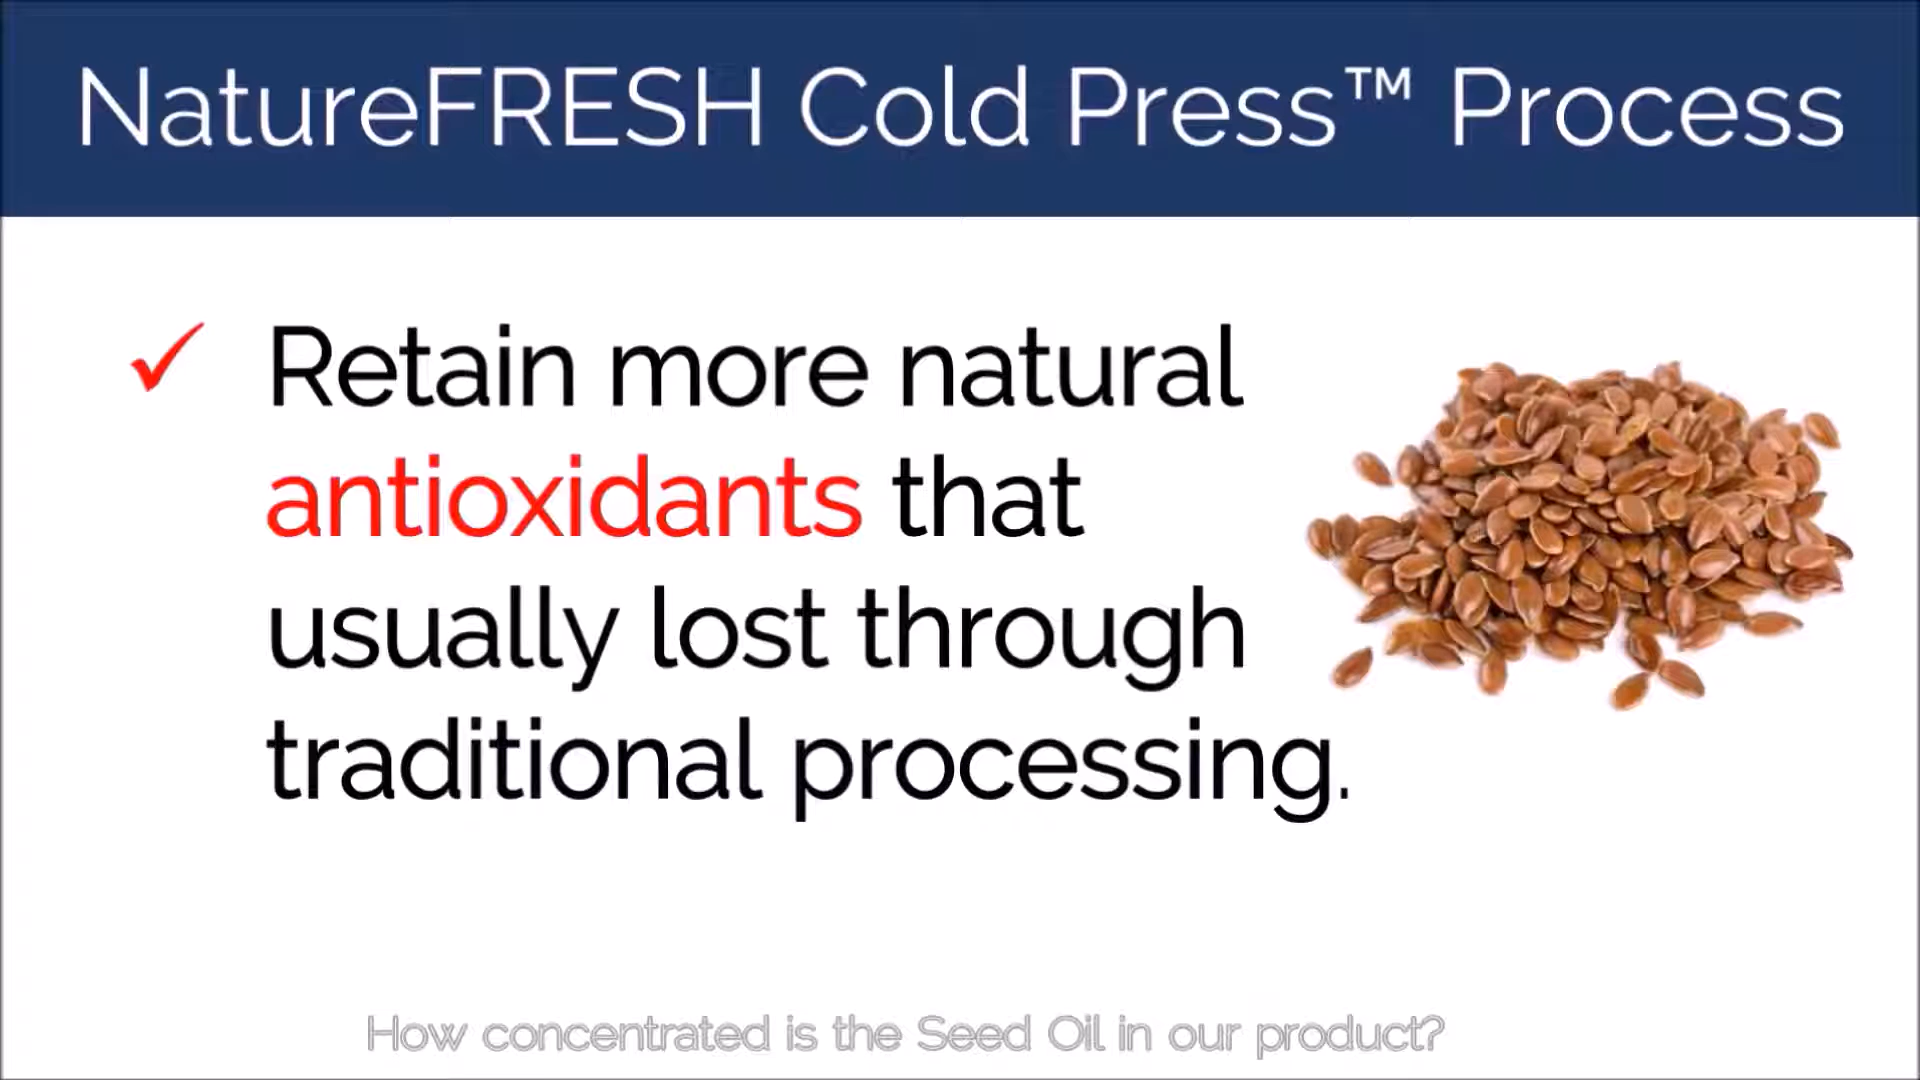 NatureFRESH Cold Press™ Process
✓ Retain more natural
antioxidants that
usually lost through
traditional processing.
How concentrated is the Seed Oil in our product?